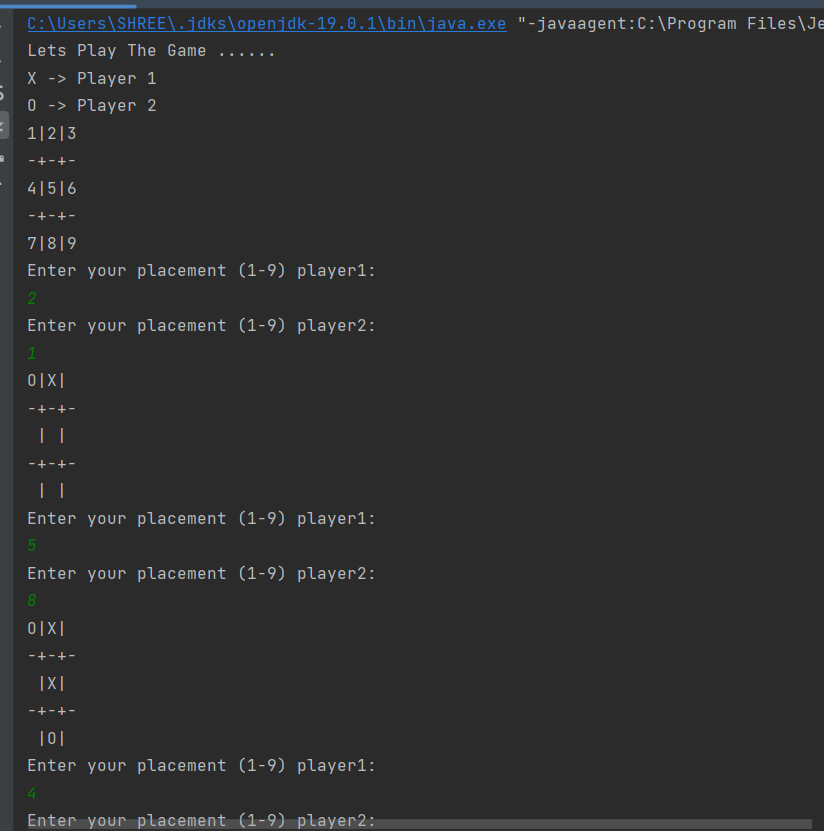 C:\Users\SHREE\.jdks\openjdk-19.0.1\bin\java.exe "-javaagent:C:\Program Files\Je
Lets Play The Game ......
X -> Player 1
O -> Player 2
1|2|3
-+-+-
4|5|6
-+-+-
7|8|9
Enter your placement (1-9) player1:
2
Enter your placement (1-9) player2:
1
O|X|
-+-+-
 | |
-+-+-
 | |
Enter your placement (1-9) player1:
5
Enter your placement (1-9) player2:
8
O|X|
-+-+-
 |X|
-+-+-
 |O|
Enter your placement (1-9) player1:
4
Enter your placement (1-9) player2: